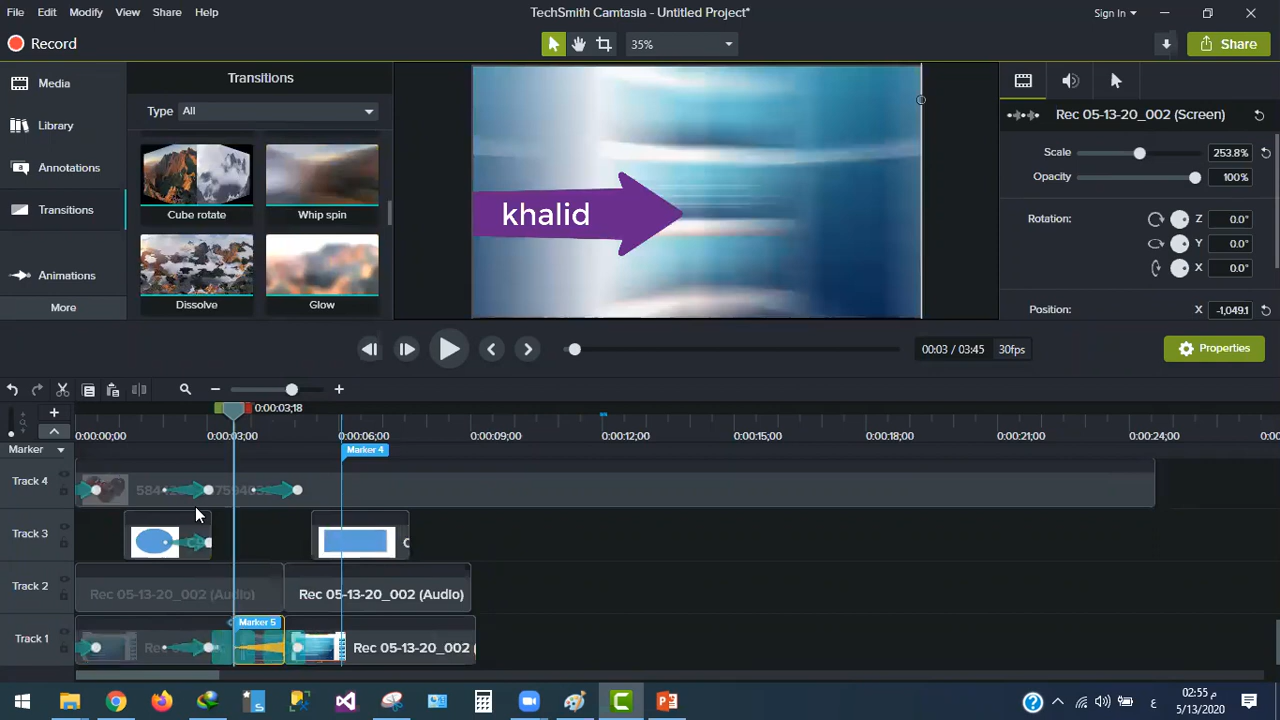 File Edit Modify View Share Help TechSmith Camtasia - Untitled Project* Sign In
Record 35% Share
Media
Library
Annotations
Transitions
Animations
More
Transitions
Type All
Cube rotate Whip spin
Dissolve Glow
khalid
Rec 05-13-20_002 (Screen)
Scale 253.8%
Opacity 100%
Rotation: Z 0.0°
Y 0.0°
X 0.0°
Position: X -1,049.1
00:03 / 03:45 30fps Properties
0:00:03;18
0:00:00;00 0:00:03;00 0:00:06;00 0:00:09;00 0:00:12;00 0:00:15;00 0:00:18;00 0:00:21;00 0:00:24;00
Marker Marker 4
Track 4
Track 3
Track 2 Rec 05-13-20_002 (Audio) Rec 05-13-20_002 (Audio)
Marker 5
Track 1 Rec 05-13-20_002
ع 02:55 م
5/13/2020